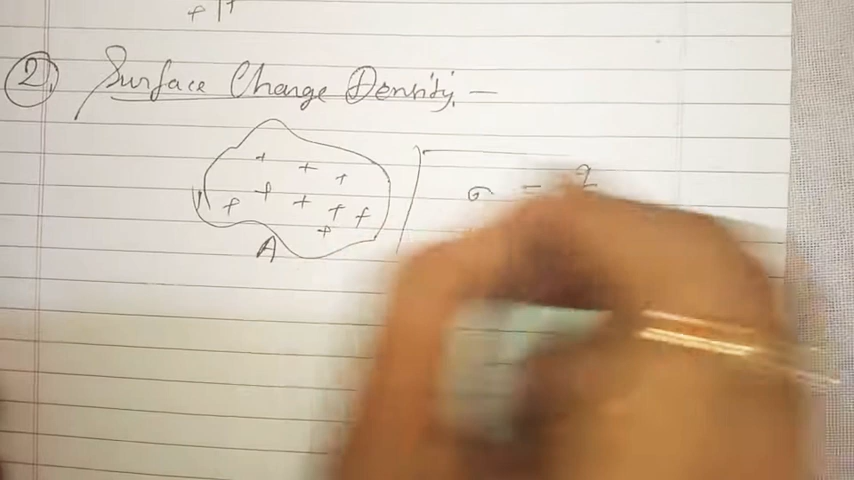 + | +
2. Surface Charge Density. —
+ + +
+ + + + + +
σ = q
A